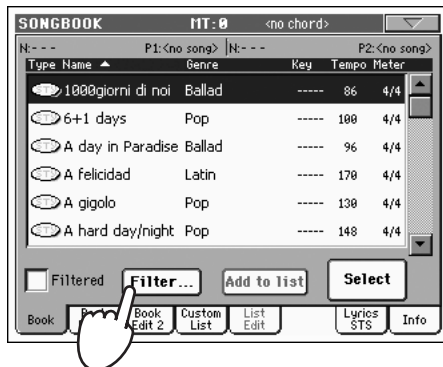 SONGBOOK MT:0 <no chord>
N:--- P1:<no song> N:--- P2:<no song>
Type Name Genre Key Tempo Meter
1000giorni di noi Ballad ----- 86 4/4
6+1 days Pop ----- 100 4/4
A day in Paradise Ballad ----- 96 4/4
A felicidad Latin ----- 170 4/4
A gigolo Pop ----- 130 4/4
A hard day/night Pop ----- 148 4/4
Filtered Filter... Add to list Select
Book Book Edit 2 Custom List List Edit Lyrics STS Info